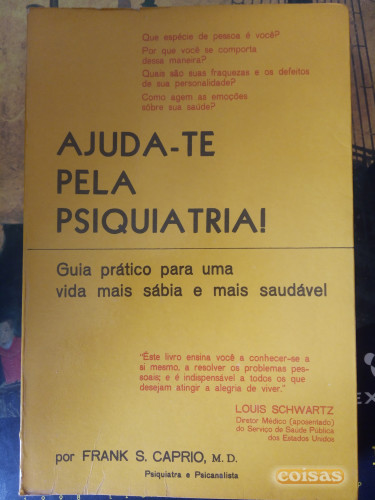 Que espécie de pessoa é você?
Por que você se comporta
dessa maneira?
Quais são suas fraquezas e os defeitos
de sua personalidade?
Como agem as emoções
sôbre sua saúde?
AJUDA-TE
PELA
PSIQUIATRIA!
Guia prático para uma
vida mais sábia e mais saudável
"Êste livro ensina você a conhecer-se a
si mesmo, a resolver os problemas pes-
soais; e é indispensável a todos os que
desejam atingir a alegria de viver."
LOUIS SCHWARTZ
Diretor Médico (aposentado)
do Serviço de Saúde Pública
dos Estados Unidos
por FRANK S. CAPRIO, M. D.
Psiquiatra e Psicanalista
coisas